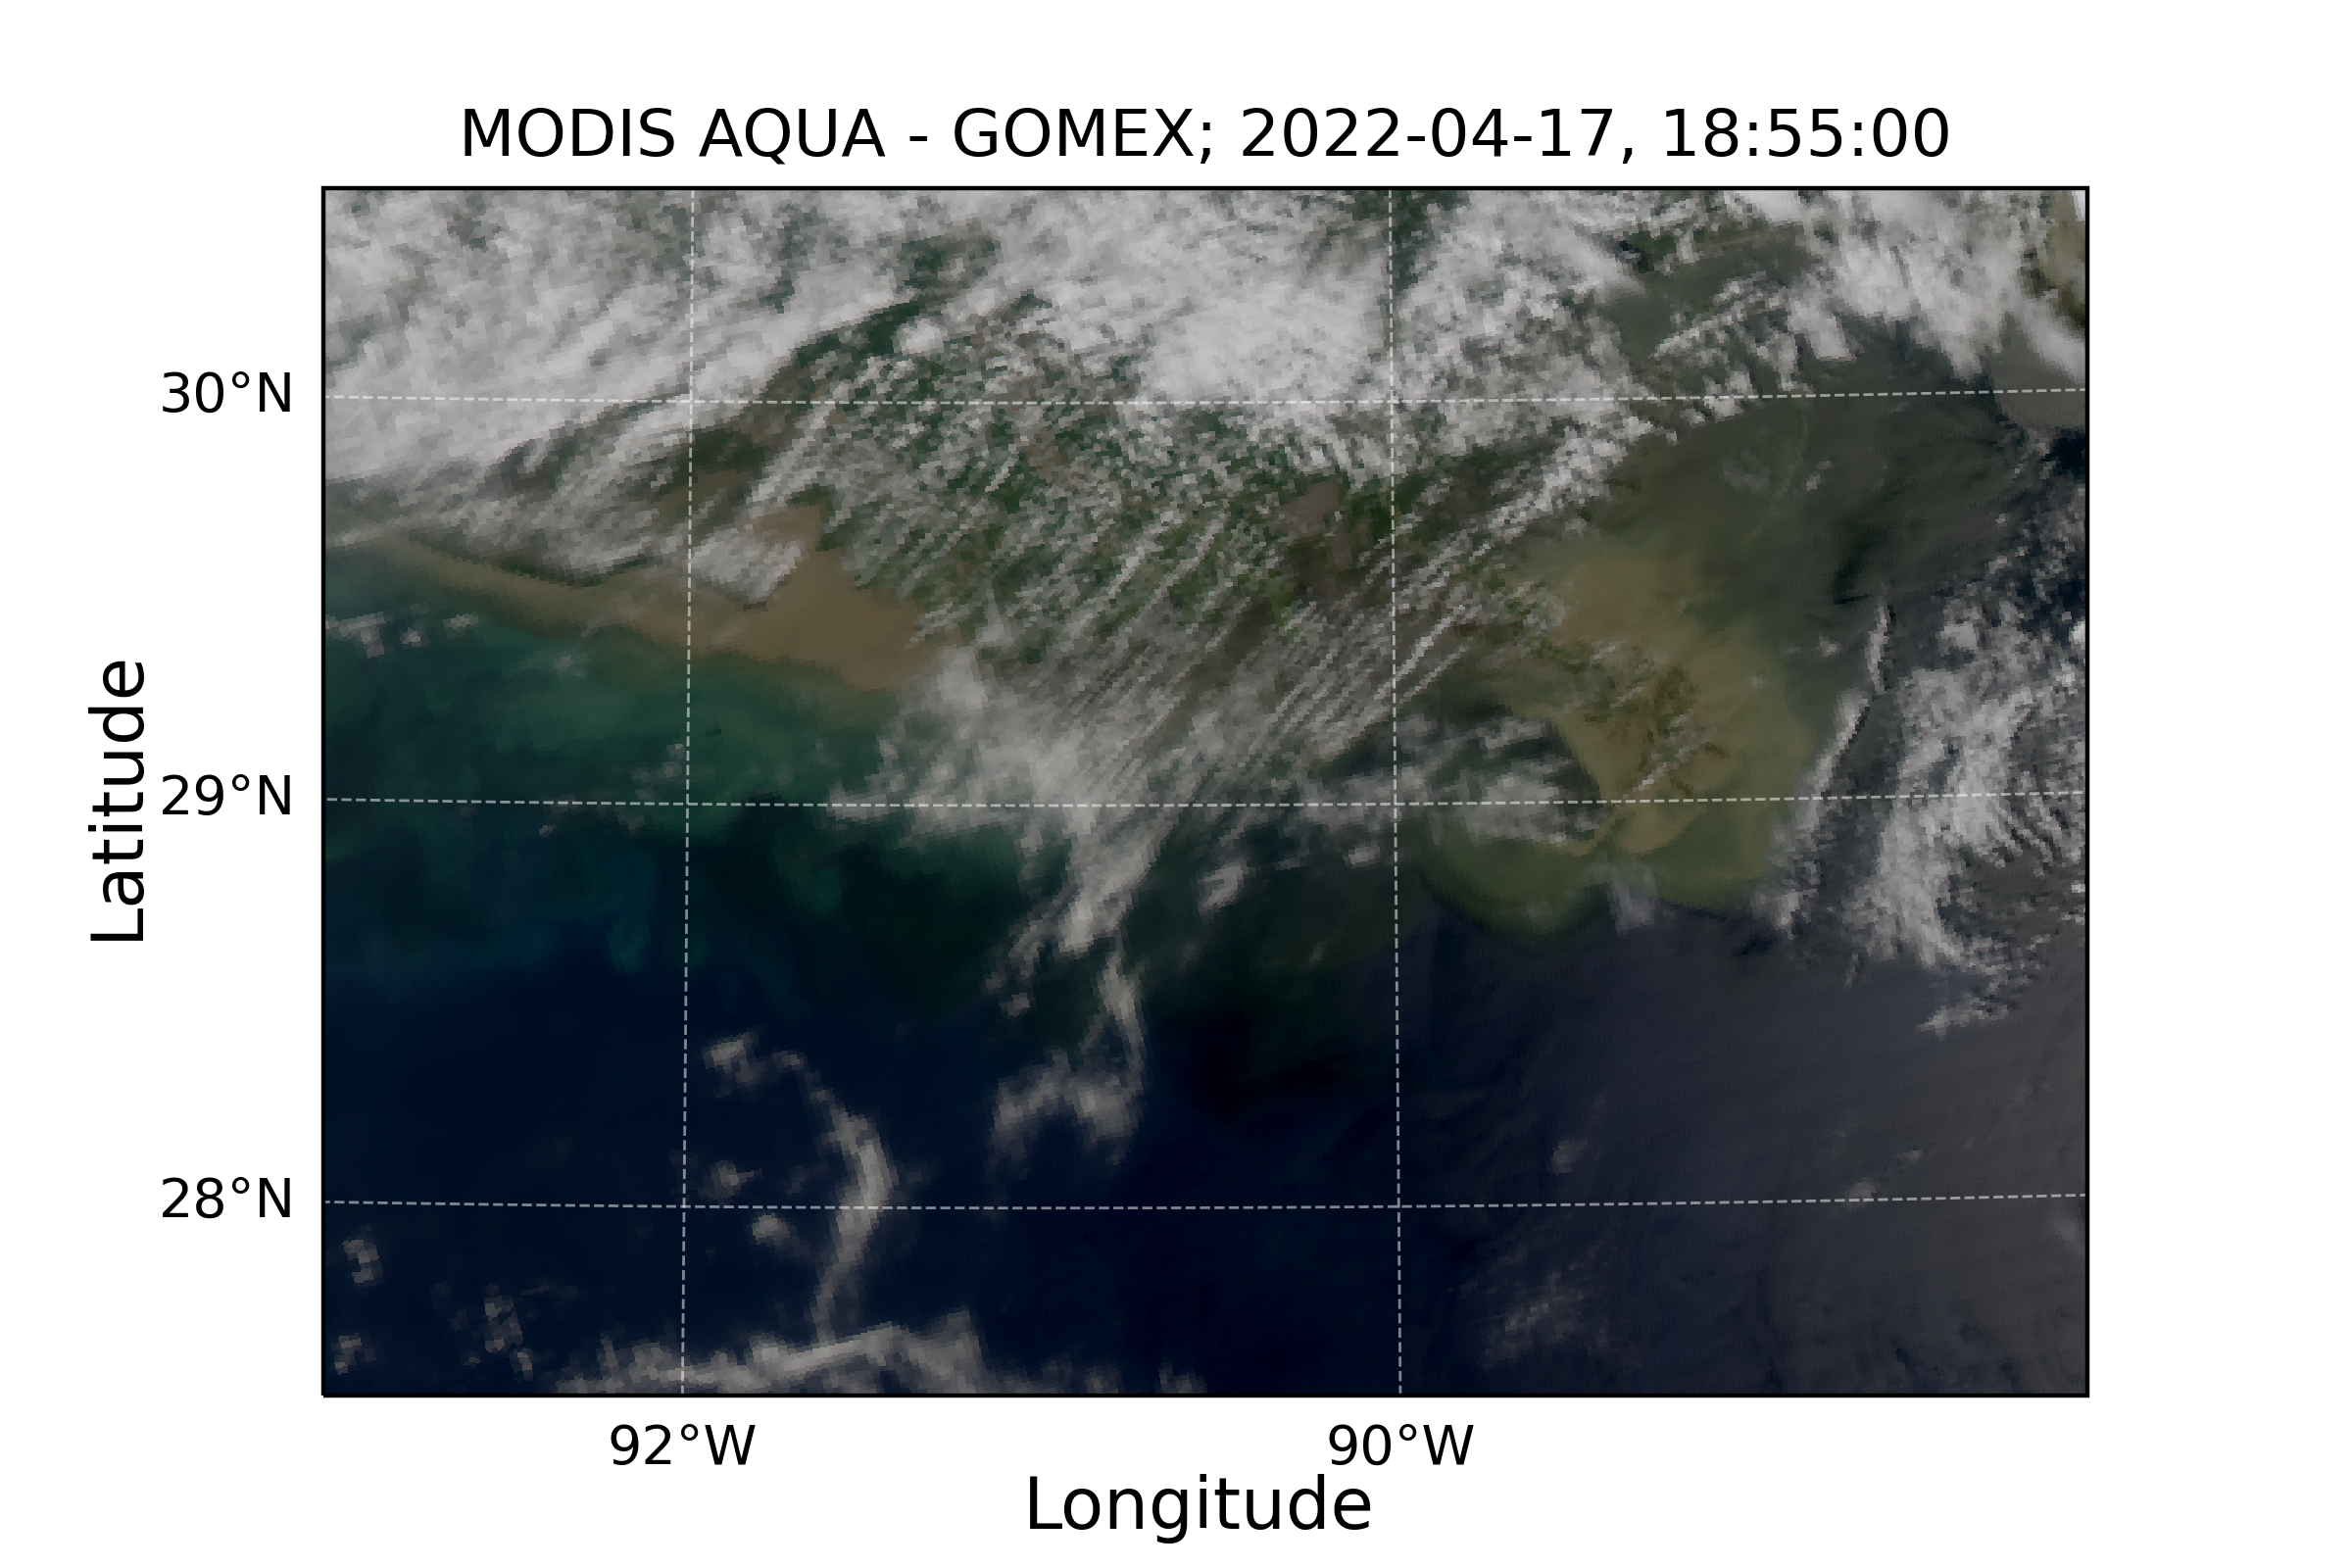 MODIS AQUA - GOMEX; 2022-04-17, 18:55:00
30°N
29°N
28°N
Latitude
92°W 90°W
Longitude